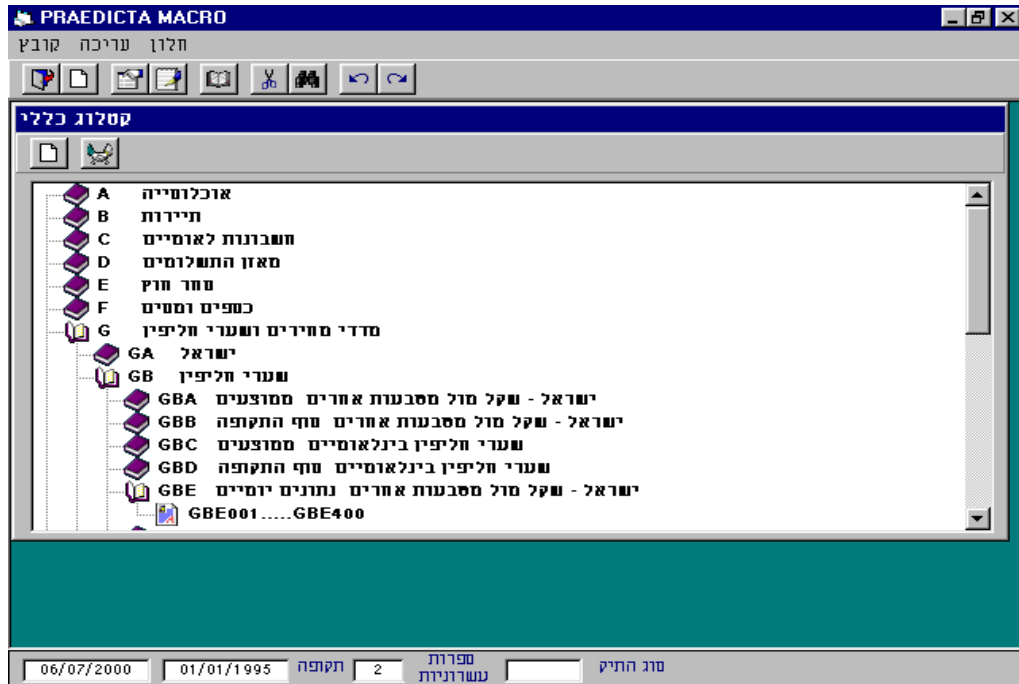 PRAEDICTA MACRO
קובץ עריכה חלון
קטלוג כללי
A אוכלוסייה
B תיירות
C חשבונות לאומיים
D מאזן התשלומים
E סחר חוץ
F כספים ומסים
G מדדי מחירים ושערי חליפין
GA ישראל
GB שערי חליפין
GBA ישראל - שקל מול מטבעות אחרים ממוצעים
GBB ישראל - שקל מול מטבעות אחרים סוף התקופה
GBC שערי חליפין בינלאומיים ממוצעים
GBD שערי חליפין בינלאומיים סוף התקופה
GBE ישראל - שקל מול מטבעות אחרים נתונים יומיים
GBE001.....GBE400
סוג התיק ספרות עשרוניות 2 תקופה 01/01/1995 06/07/2000